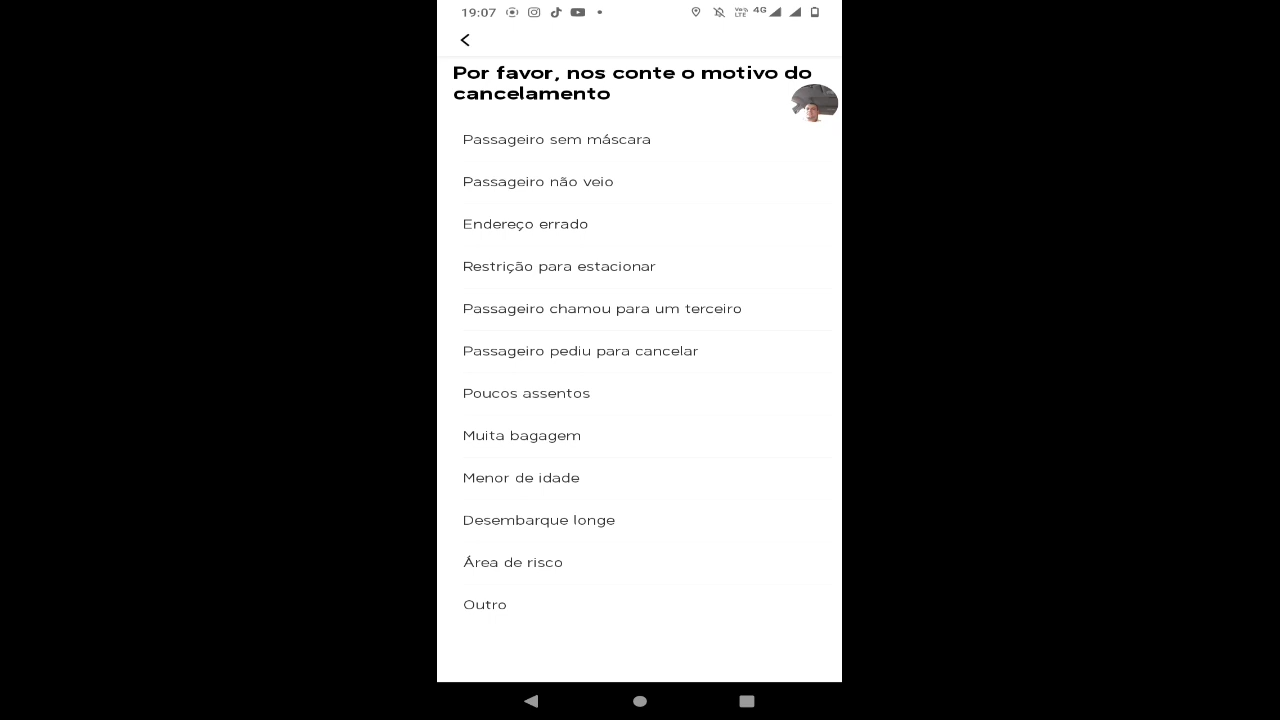 19:07 VoLTE 4G
Por favor, nos conte o motivo do
cancelamento
Passageiro sem máscara
Passageiro não veio
Endereço errado
Restrição para estacionar
Passageiro chamou para um terceiro
Passageiro pediu para cancelar
Poucos assentos
Muita bagagem
Menor de idade
Desembarque longe
Área de risco
Outro